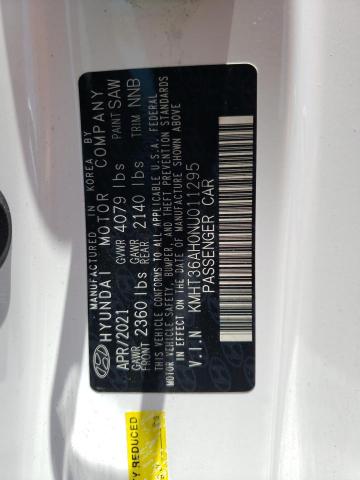 MANUFACTURED IN KOREA BY
HYUNDAI MOTOR COMPANY
APR/2021 GVWR 4079 lbs PAINT SAW
GAWR FRONT 2360 lbs GAWR REAR 2140 lbs TRIM NNB
THIS VEHICLE CONFORMS TO ALL APPLICABLE U.S.A. FEDERAL
MOTOR VEHICLE SAFETY, BUMPER, AND THEFT PREVENTION STANDARDS
IN EFFECT ON THE DATE OF MANUFACTURE SHOWN ABOVE
V.I.N KMHT36AH0NU011295
PASSENGER CAR
REDUCED